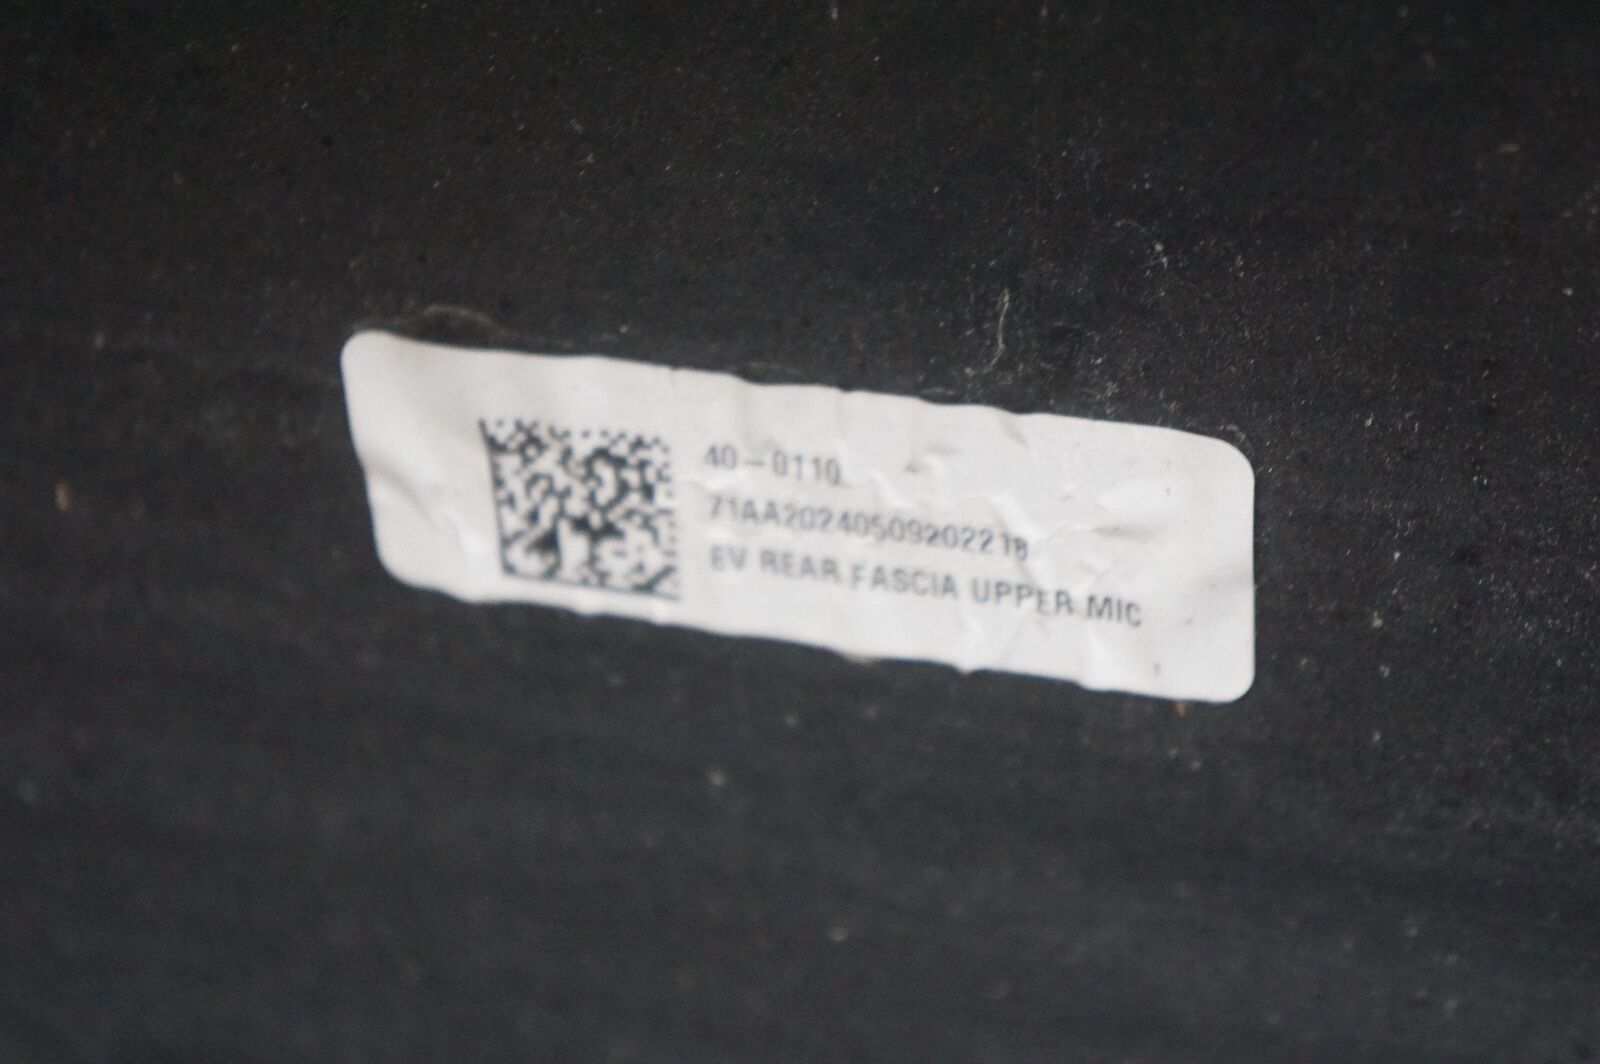 40-0110
71AA20240509202218
EV REAR FASCIA UPPER MIC